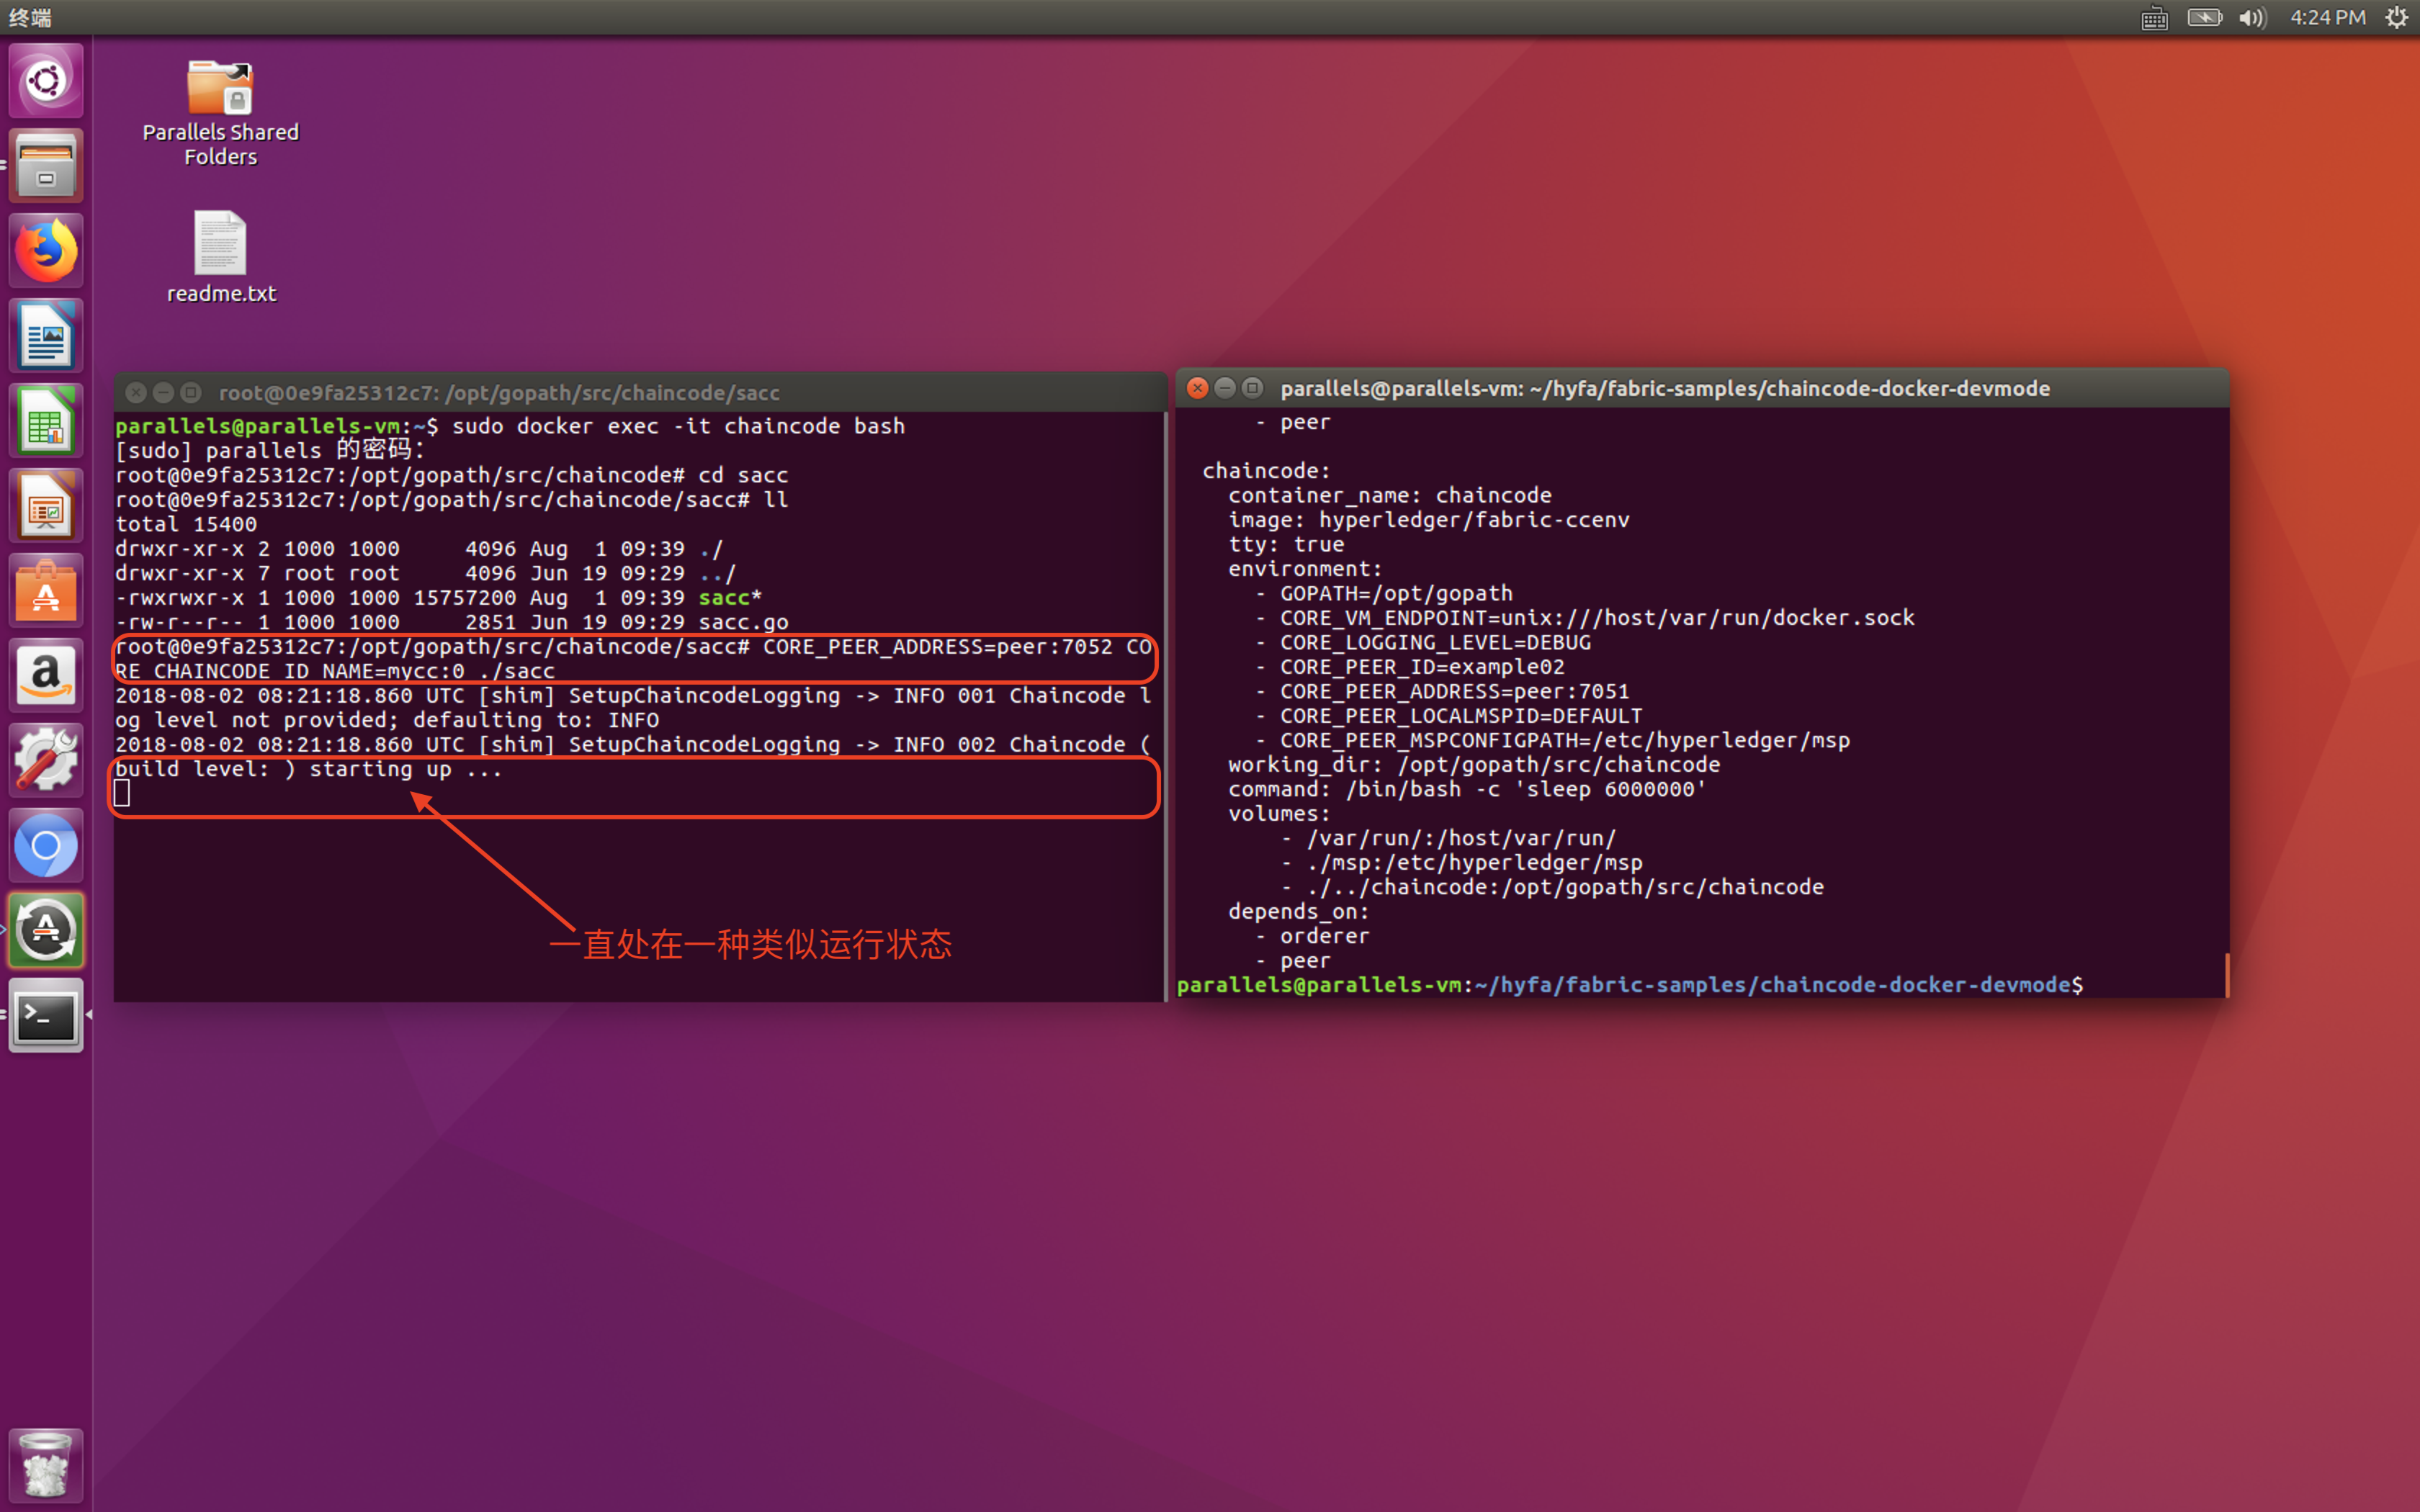 终端
4:24 PM
Parallels Shared
Folders
readme.txt
root@0e9fa25312c7: /opt/gopath/src/chaincode/sacc
parallels@parallels-vm:~$ sudo docker exec -it chaincode bash
[sudo] parallels 的密码：
root@0e9fa25312c7:/opt/gopath/src/chaincode# cd sacc
root@0e9fa25312c7:/opt/gopath/src/chaincode/sacc# ll
total 15400
drwxr-xr-x 2 1000 1000     4096 Aug  1 09:39 ./
drwxr-xr-x 7 root root     4096 Jun 19 09:29 ../
-rwxrwxr-x 1 1000 1000 15757200 Aug  1 09:39 sacc*
-rw-r--r-- 1 1000 1000     2851 Jun 19 09:29 sacc.go
root@0e9fa25312c7:/opt/gopath/src/chaincode/sacc# CORE_PEER_ADDRESS=peer:7052 CO
RE_CHAINCODE_ID_NAME=mycc:0 ./sacc
2018-08-02 08:21:18.860 UTC [shim] SetupChaincodeLogging -> INFO 001 Chaincode l
og level not provided; defaulting to: INFO
2018-08-02 08:21:18.860 UTC [shim] SetupChaincodeLogging -> INFO 002 Chaincode (
build level: ) starting up ...
一直处在一种类似运行状态
parallels@parallels-vm: ~/hyfa/fabric-samples/chaincode-docker-devmode
- peer
chaincode:
container_name: chaincode
image: hyperledger/fabric-ccenv
tty: true
environment:
- GOPATH=/opt/gopath
- CORE_VM_ENDPOINT=unix:///host/var/run/docker.sock
- CORE_LOGGING_LEVEL=DEBUG
- CORE_PEER_ID=example02
- CORE_PEER_ADDRESS=peer:7051
- CORE_PEER_LOCALMSPID=DEFAULT
- CORE_PEER_MSPCONFIGPATH=/etc/hyperledger/msp
working_dir: /opt/gopath/src/chaincode
command: /bin/bash -c 'sleep 6000000'
volumes:
- /var/run/:/host/var/run/
- ./msp:/etc/hyperledger/msp
- ./../chaincode:/opt/gopath/src/chaincode
depends_on:
- orderer
- peer
parallels@parallels-vm:~/hyfa/fabric-samples/chaincode-docker-devmode$